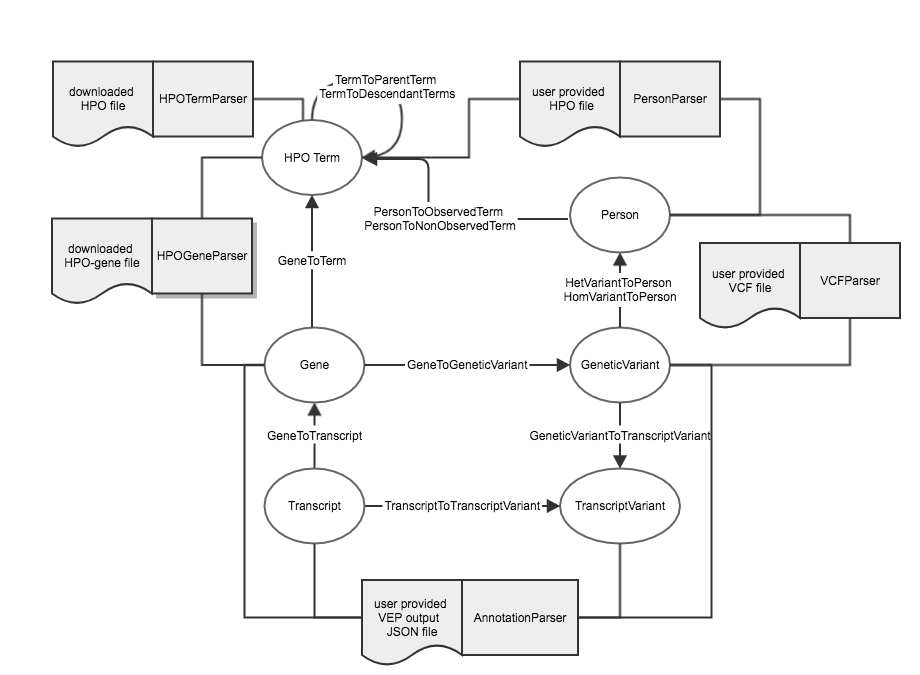 TermToParentTerm
TermToDescendantTerms
downloaded
HPO file
HPOTermParser
user provided
HPO file
PersonParser
HPO Term
PersonToObservedTerm
PersonToNonObservedTerm
Person
downloaded
HPO-gene file
HPOGeneParser
GeneToTerm
HetVariantToPerson
HomVariantToPerson
user provided
VCF file
VCFParser
Gene
GeneToGeneticVariant
GeneticVariant
GeneToTranscript
GeneticVariantToTranscriptVariant
Transcript
TranscriptToTranscriptVariant
TranscriptVariant
user provided
VEP output
JSON file
AnnotationParser